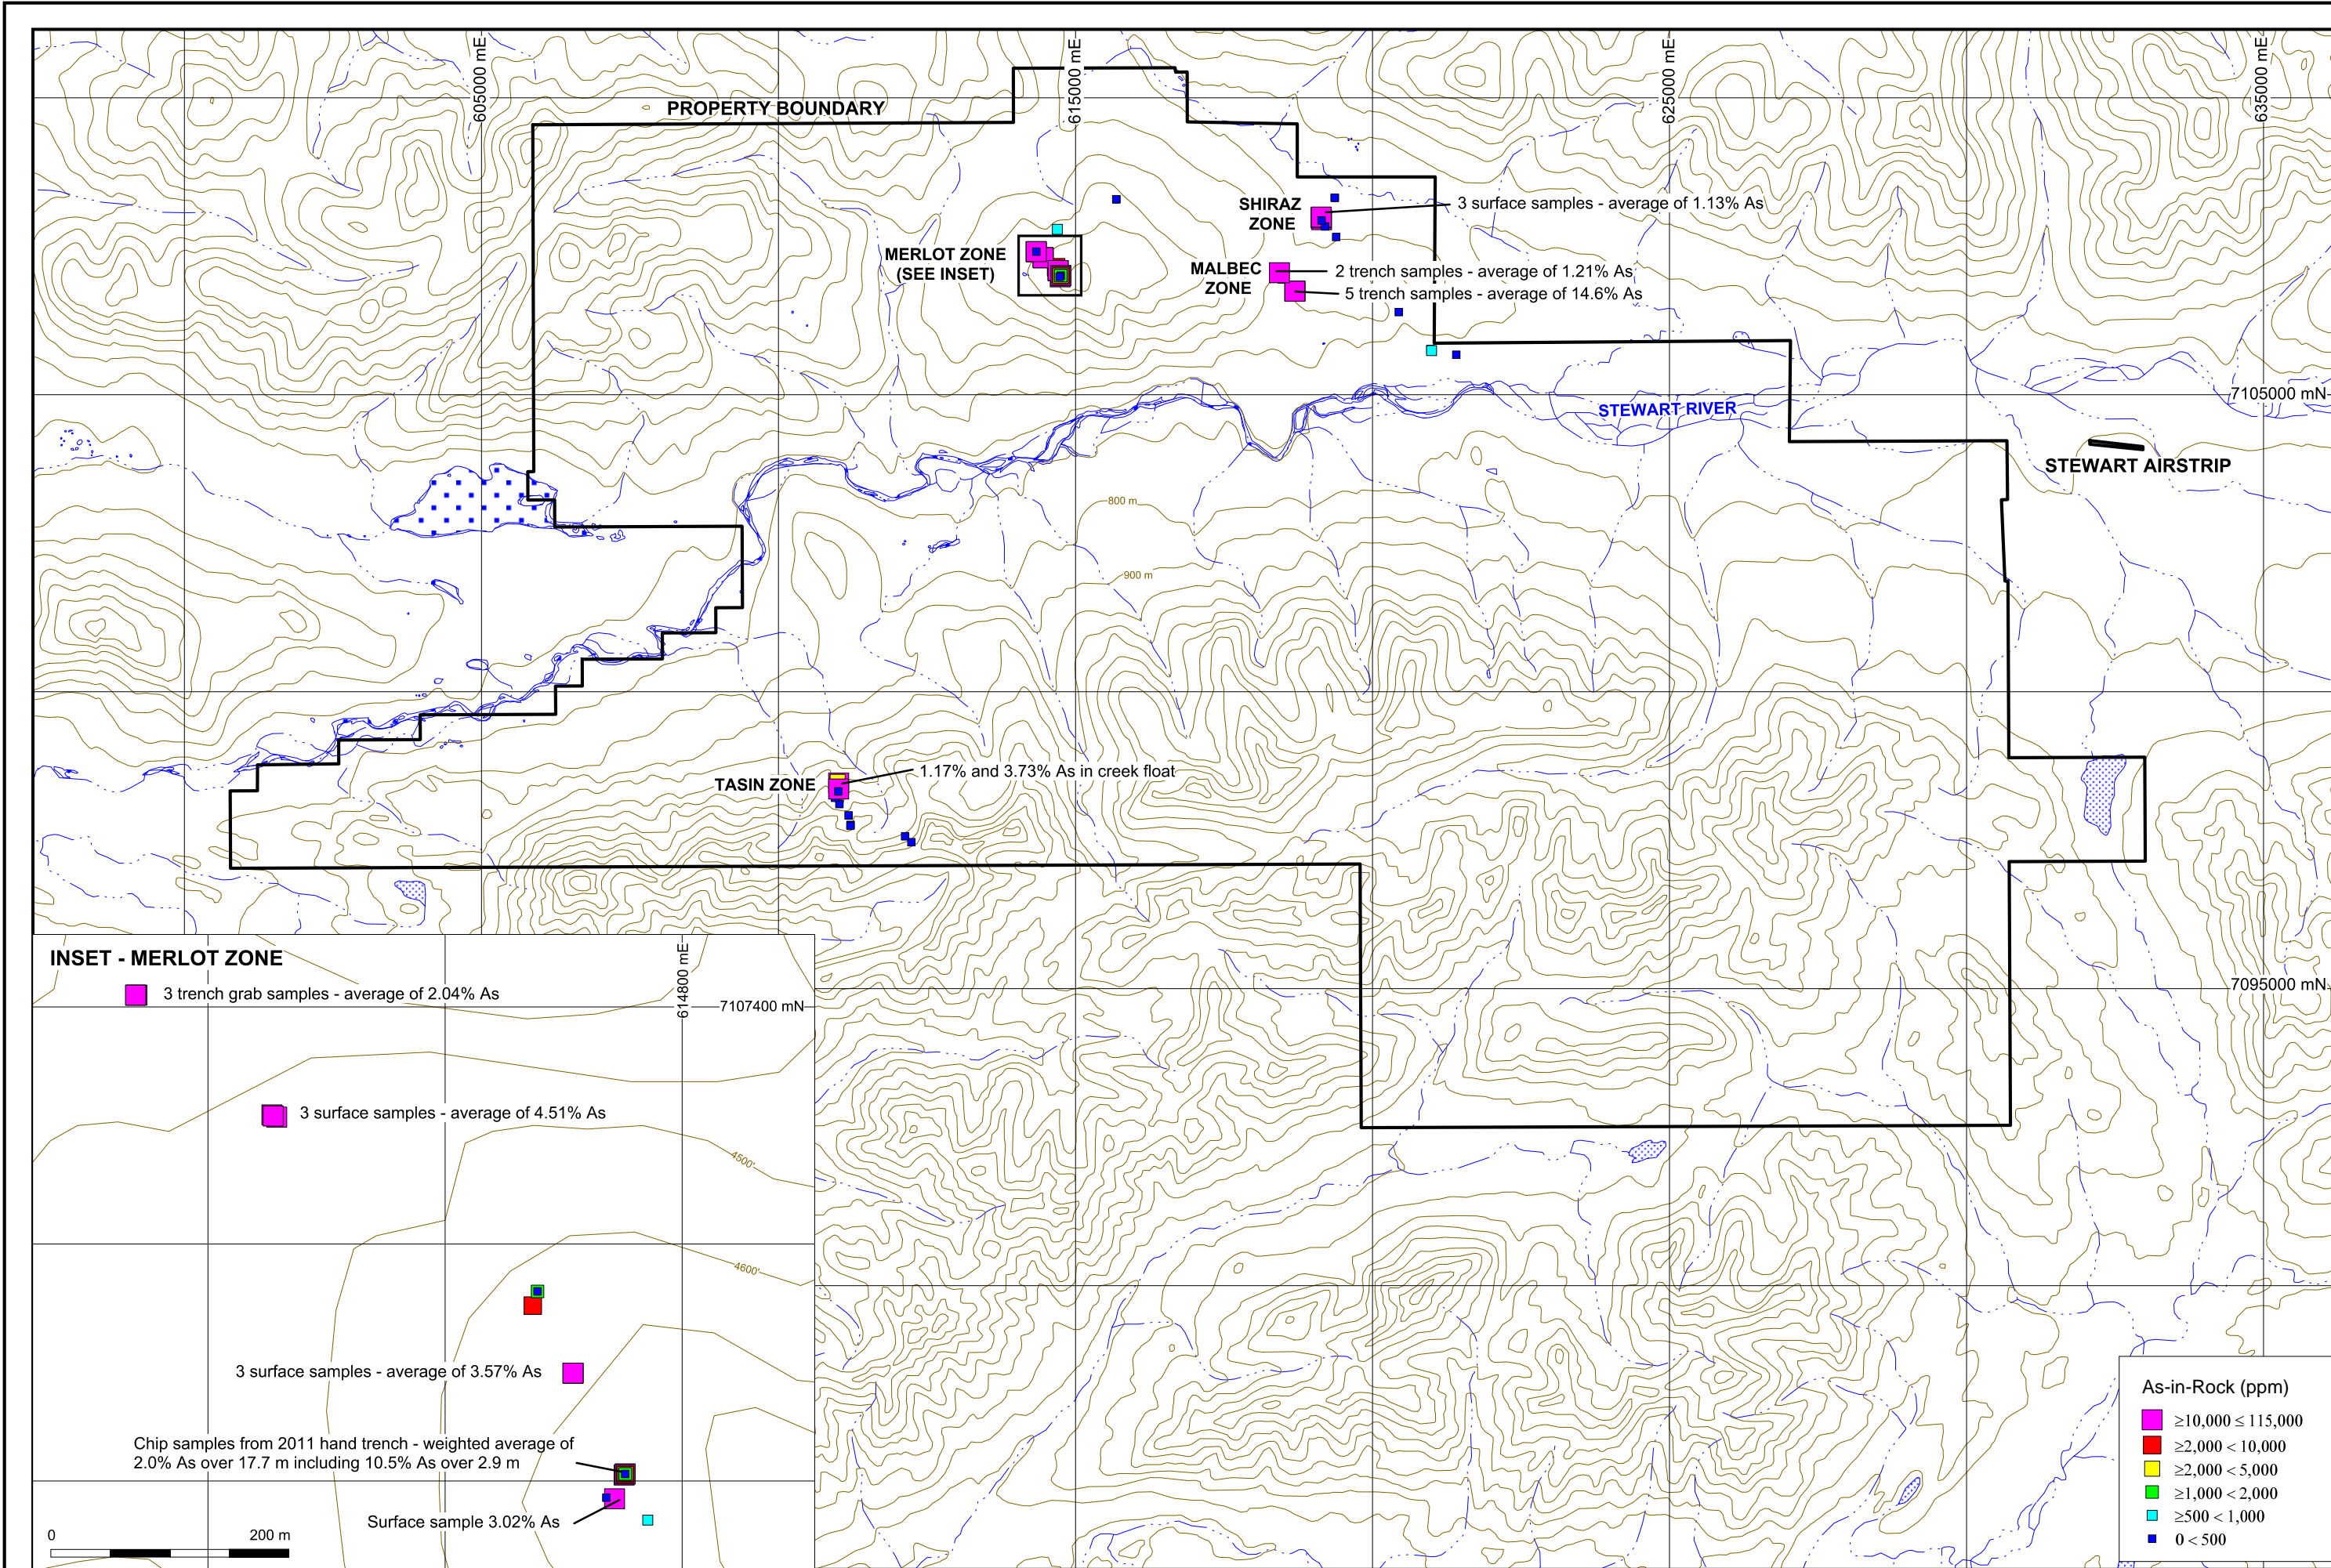 605000 mE
615000 mE
625000 mE
635000 mE
PROPERTY BOUNDARY
SHIRAZ
ZONE
3 surface samples - average of 1.13% As
MERLOT ZONE
(SEE INSET)
MALBEC
ZONE
2 trench samples - average of 1.21% As
5 trench samples - average of 14.6% As
7105000 mN
STEWART RIVER
STEWART AIRSTRIP
800 m
900 m
TASIN ZONE
1.17% and 3.73% As in creek float
7095000 mN
INSET - MERLOT ZONE
3 trench grab samples - average of 2.04% As
614800 mE
7107400 mN
3 surface samples - average of 4.51% As
4500'
4600'
3 surface samples - average of 3.57% As
Chip samples from 2011 hand trench - weighted average of
2.0% As over 17.7 m including 10.5% As over 2.9 m
Surface sample 3.02% As
0 200 m
As-in-Rock (ppm)
≥10,000 ≤ 115,000
≥2,000 < 10,000
≥2,000 < 5,000
≥1,000 < 2,000
≥500 < 1,000
0 < 500